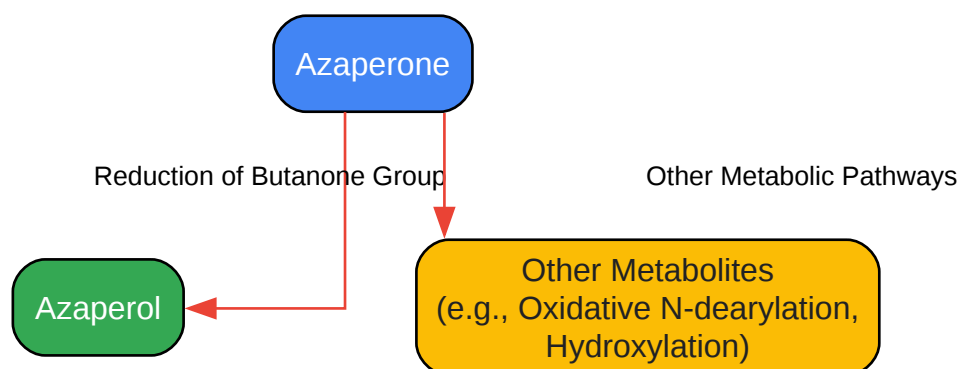 Azaperone
Reduction of Butanone Group
Other Metabolic Pathways
Azaperol
Other Metabolites
(e.g., Oxidative N-dearylation,
Hydroxylation)